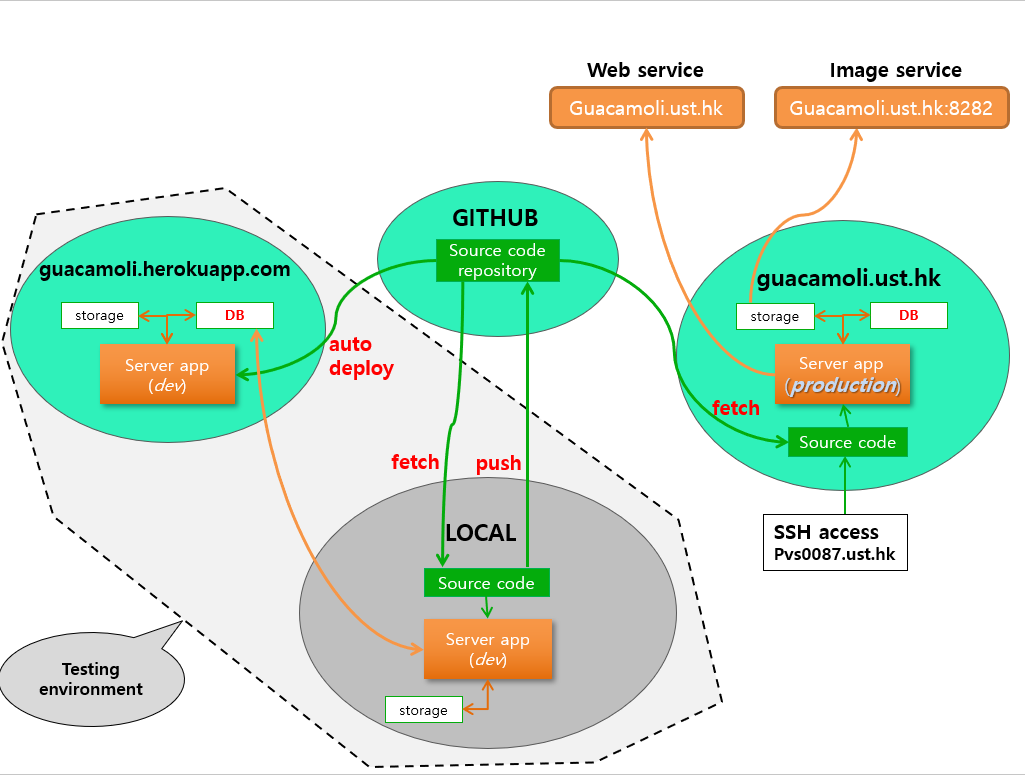 Web service
Image service
Guacamoli.ust.hk
Guacamoli.ust.hk:8282
GITHUB
Source code
repository
guacamoli.herokuapp.com
storage
DB
Server app
(dev)
auto
deploy
guacamoli.ust.hk
storage
DB
Server app
(production)
fetch
Source code
SSH access
Pvs0087.ust.hk
fetch
push
LOCAL
Source code
Server app
(dev)
storage
Testing
environment